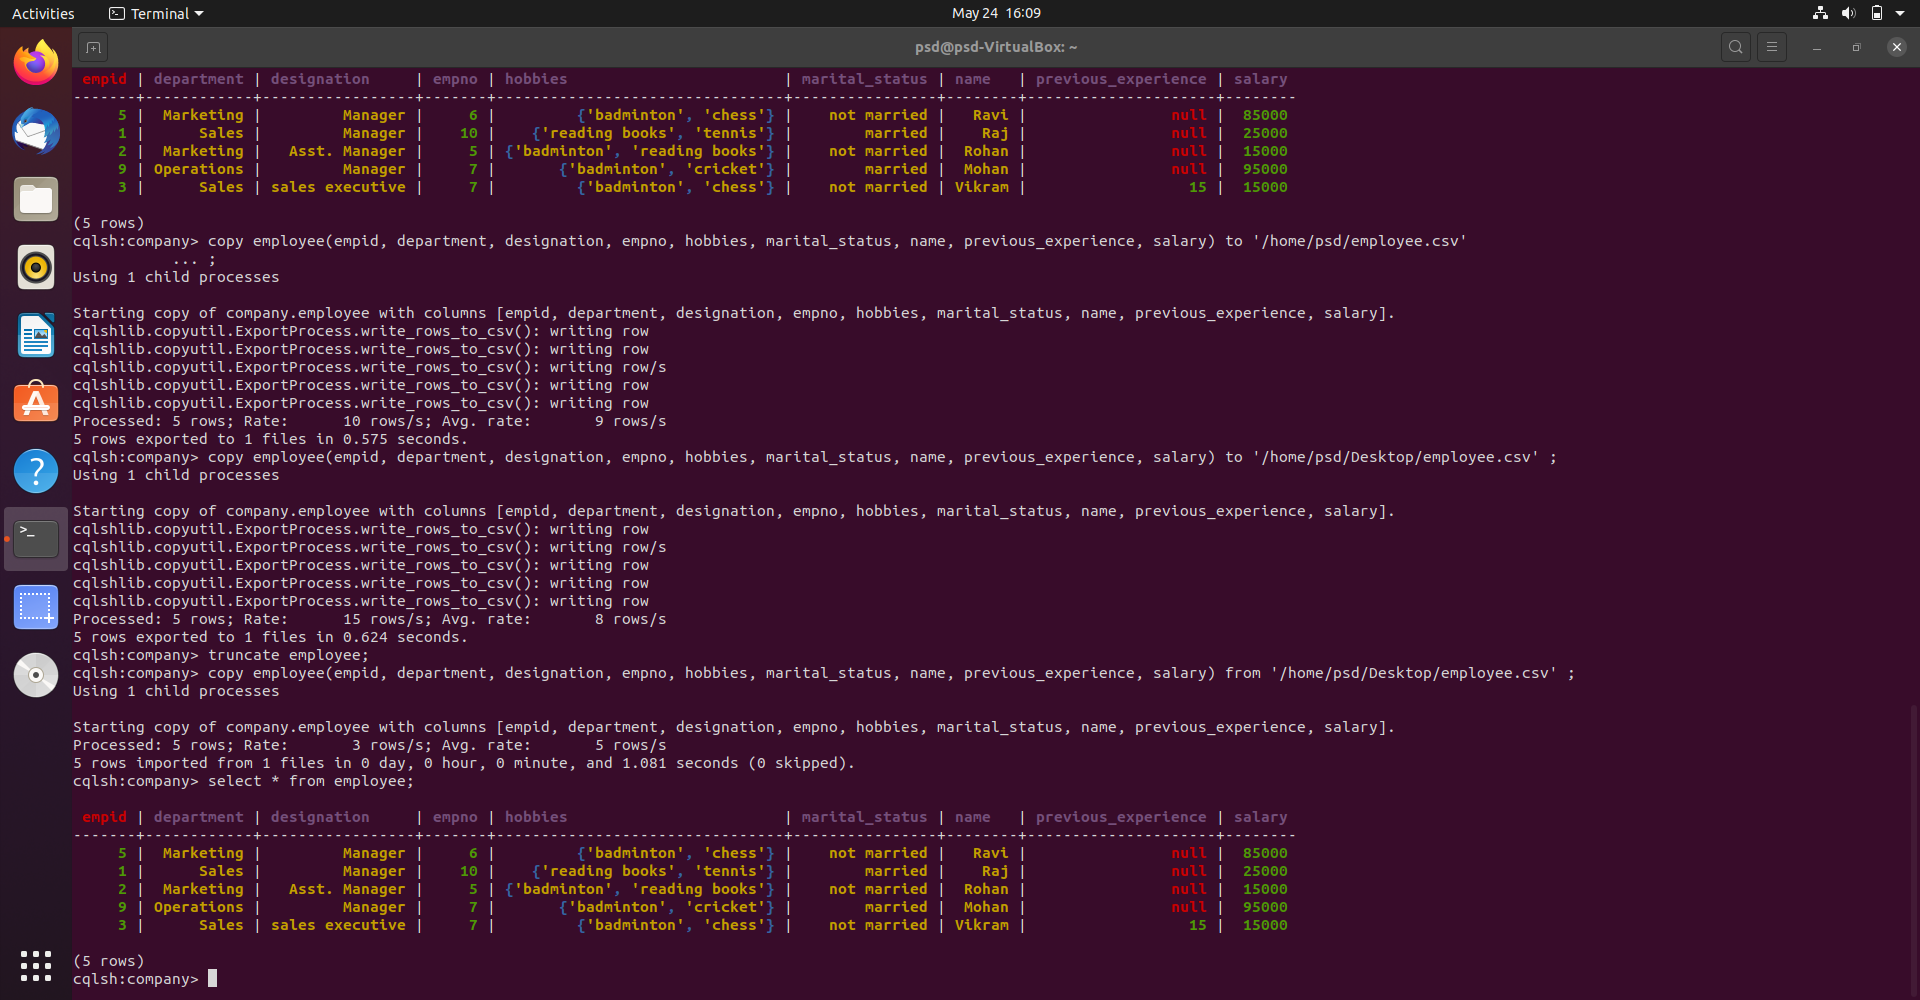 Activities Terminal May 24 16:09
psd@psd-VirtualBox: ~
empid | department | designation | empno | hobbies | marital_status | name | previous_experience | salary
-------+------------+-----------------+-------+--------------------------------+----------------+--------+---------------------+--------
5 | Marketing | Manager | 6 | {'badminton', 'chess'} | not married | Ravi | null | 85000
1 | Sales | Manager | 10 | {'reading books', 'tennis'} | married | Raj | null | 25000
2 | Marketing | Asst. Manager | 5 | {'badminton', 'reading books'} | not married | Rohan | null | 15000
9 | Operations | Manager | 7 | {'badminton', 'cricket'} | married | Mohan | null | 95000
3 | Sales | sales executive | 7 | {'badminton', 'chess'} | not married | Vikram | 15 | 15000
(5 rows)
cqlsh:company> copy employee(empid, department, designation, empno, hobbies, marital_status, name, previous_experience, salary) to '/home/psd/employee.csv'
... ;
Using 1 child processes
Starting copy of company.employee with columns [empid, department, designation, empno, hobbies, marital_status, name, previous_experience, salary].
cqlshlib.copyutil.ExportProcess.write_rows_to_csv(): writing row
cqlshlib.copyutil.ExportProcess.write_rows_to_csv(): writing row
cqlshlib.copyutil.ExportProcess.write_rows_to_csv(): writing row/s
cqlshlib.copyutil.ExportProcess.write_rows_to_csv(): writing row
cqlshlib.copyutil.ExportProcess.write_rows_to_csv(): writing row
Processed: 5 rows; Rate: 10 rows/s; Avg. rate: 9 rows/s
5 rows exported to 1 files in 0.575 seconds.
cqlsh:company> copy employee(empid, department, designation, empno, hobbies, marital_status, name, previous_experience, salary) to '/home/psd/Desktop/employee.csv' ;
Using 1 child processes
Starting copy of company.employee with columns [empid, department, designation, empno, hobbies, marital_status, name, previous_experience, salary].
cqlshlib.copyutil.ExportProcess.write_rows_to_csv(): writing row
cqlshlib.copyutil.ExportProcess.write_rows_to_csv(): writing row/s
cqlshlib.copyutil.ExportProcess.write_rows_to_csv(): writing row
cqlshlib.copyutil.ExportProcess.write_rows_to_csv(): writing row
cqlshlib.copyutil.ExportProcess.write_rows_to_csv(): writing row
Processed: 5 rows; Rate: 15 rows/s; Avg. rate: 8 rows/s
5 rows exported to 1 files in 0.624 seconds.
cqlsh:company> truncate employee;
cqlsh:company> copy employee(empid, department, designation, empno, hobbies, marital_status, name, previous_experience, salary) from '/home/psd/Desktop/employee.csv' ;
Using 1 child processes
Starting copy of company.employee with columns [empid, department, designation, empno, hobbies, marital_status, name, previous_experience, salary].
Processed: 5 rows; Rate: 3 rows/s; Avg. rate: 5 rows/s
5 rows imported from 1 files in 0 day, 0 hour, 0 minute, and 1.081 seconds (0 skipped).
cqlsh:company> select * from employee;
empid | department | designation | empno | hobbies | marital_status | name | previous_experience | salary
-------+------------+-----------------+-------+--------------------------------+----------------+--------+---------------------+--------
5 | Marketing | Manager | 6 | {'badminton', 'chess'} | not married | Ravi | null | 85000
1 | Sales | Manager | 10 | {'reading books', 'tennis'} | married | Raj | null | 25000
2 | Marketing | Asst. Manager | 5 | {'badminton', 'reading books'} | not married | Rohan | null | 15000
9 | Operations | Manager | 7 | {'badminton', 'cricket'} | married | Mohan | null | 95000
3 | Sales | sales executive | 7 | {'badminton', 'chess'} | not married | Vikram | 15 | 15000
(5 rows)
cqlsh:company>